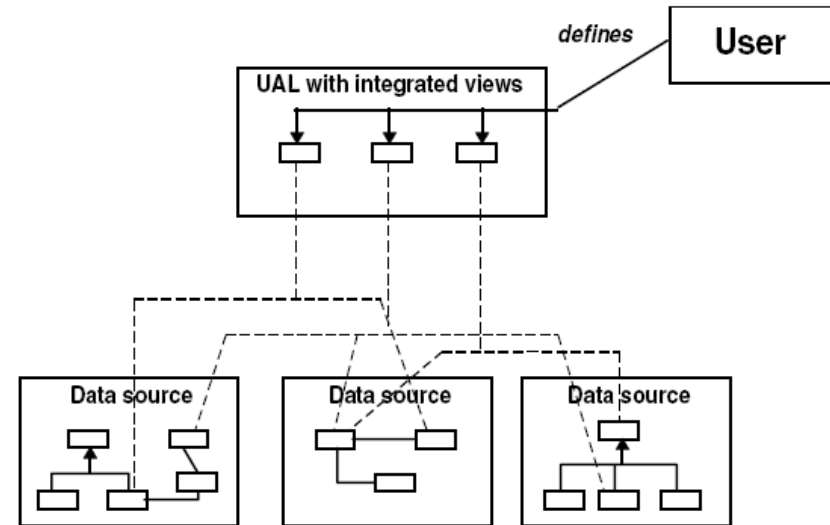 defines
User
UAL with integrated views
Data source
Data source
Data source